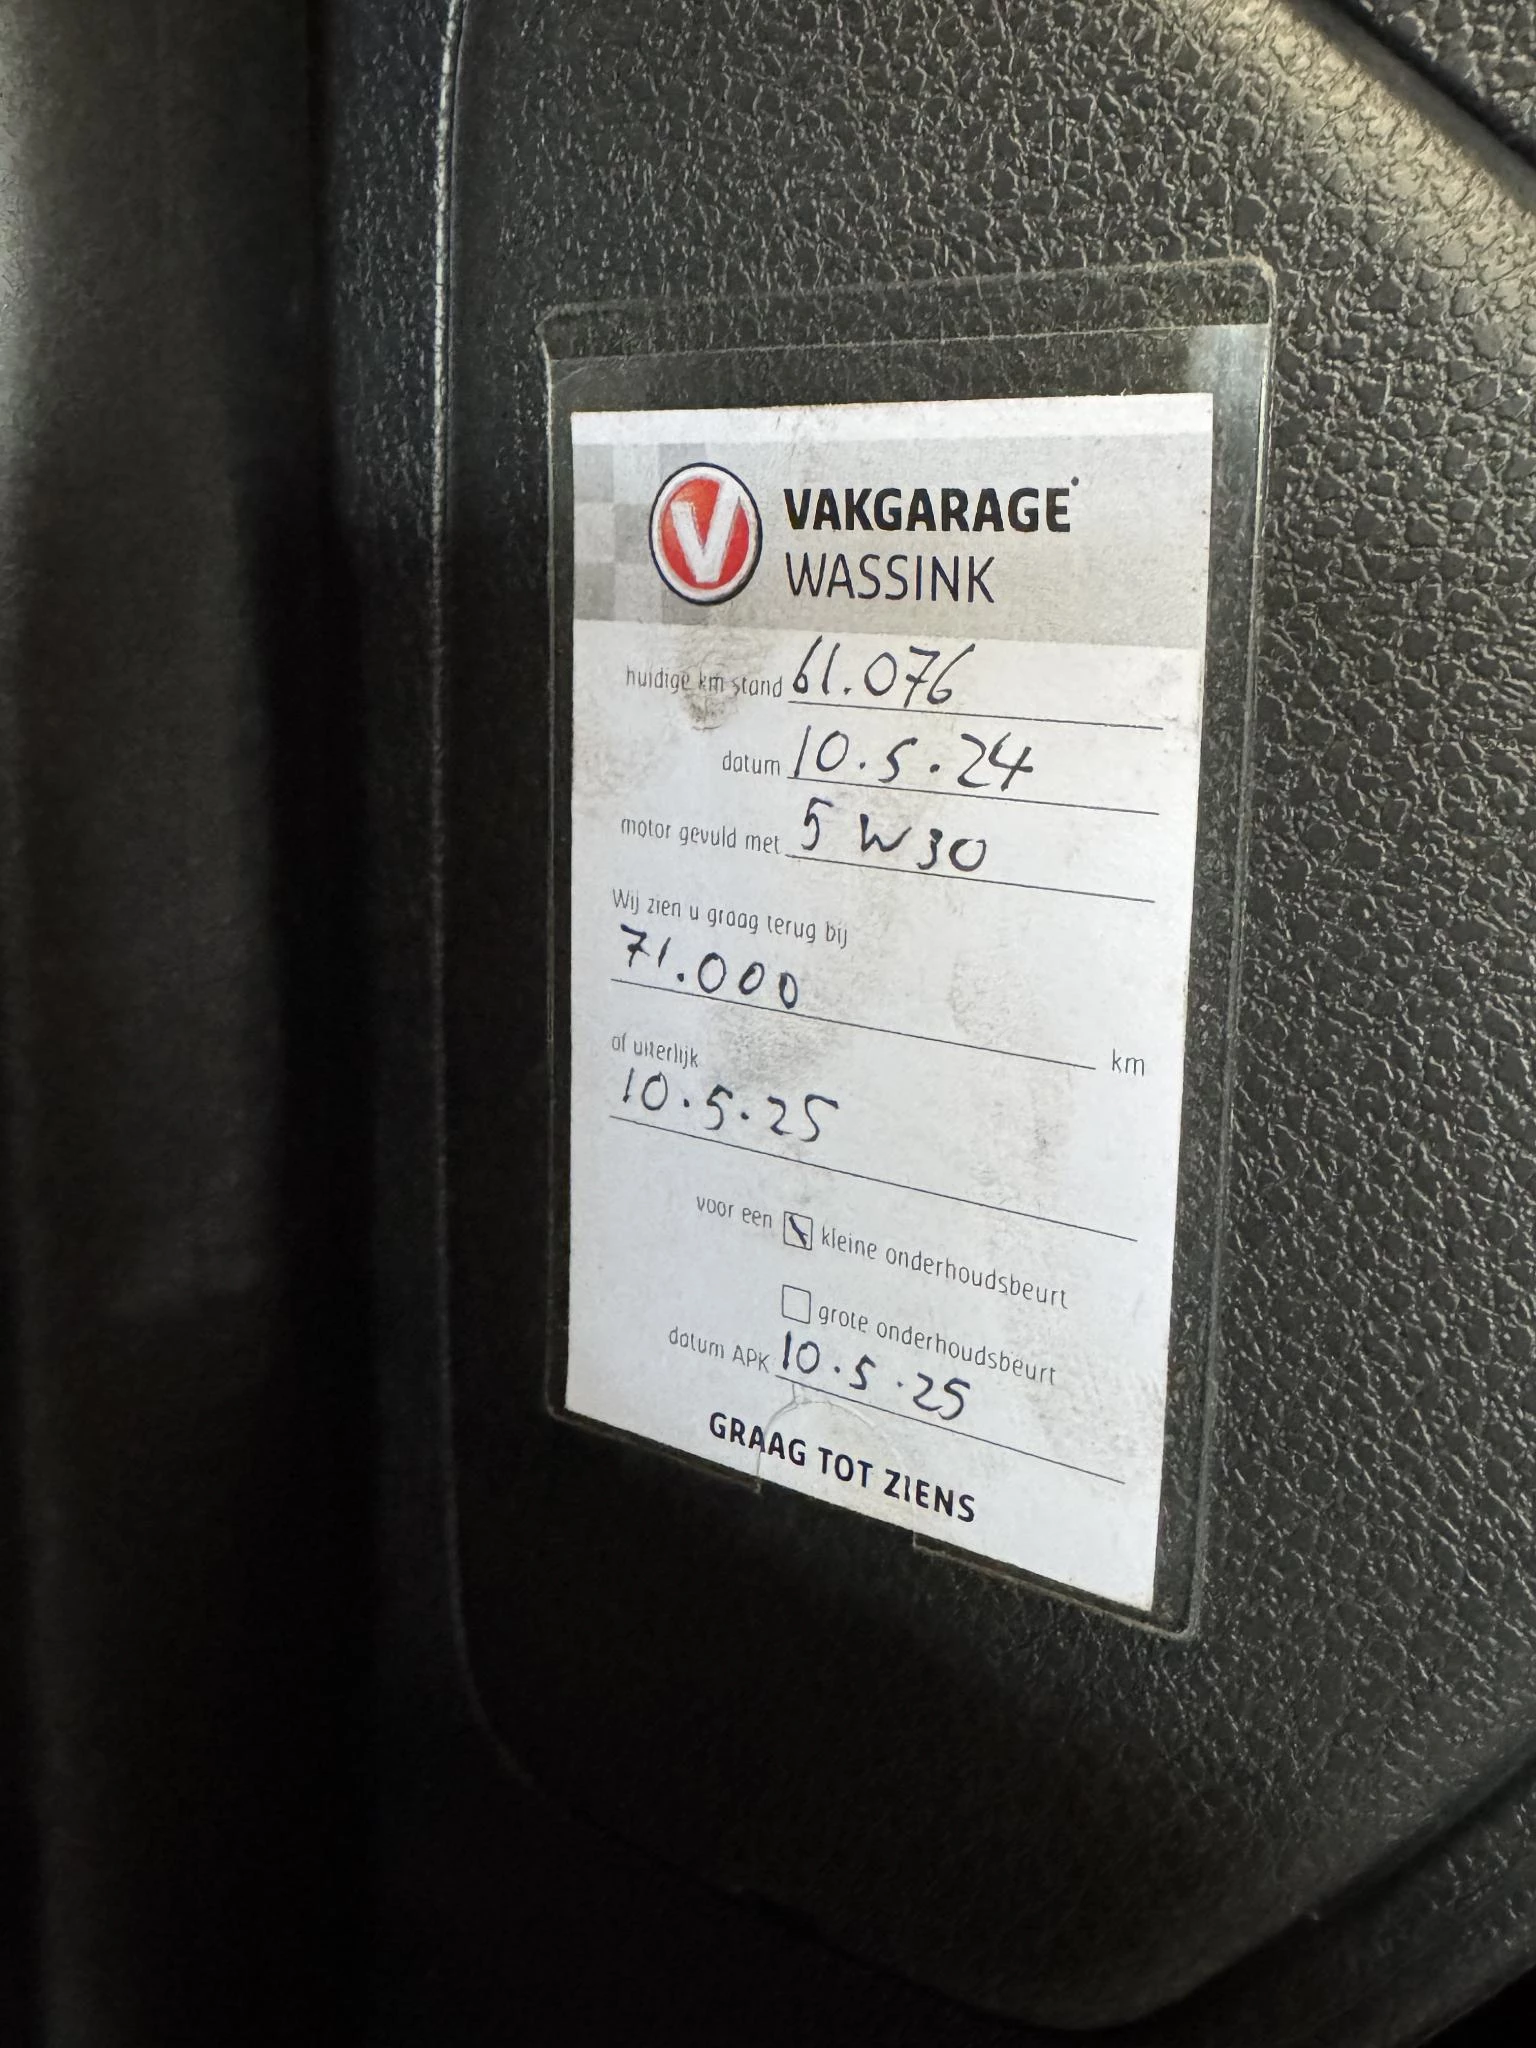 V VAKGARAGE
WASSINK
huidige km stand 61.076
datum 10.5.24
motor gevuld met 5 W 30
Wij zien u graag terug bij
71.000 km
of uiterlijk
10.5.25
voor een kleine onderhoudsbeurt
grote onderhoudsbeurt
datum APK 10.5.25
GRAAG TOT ZIENS